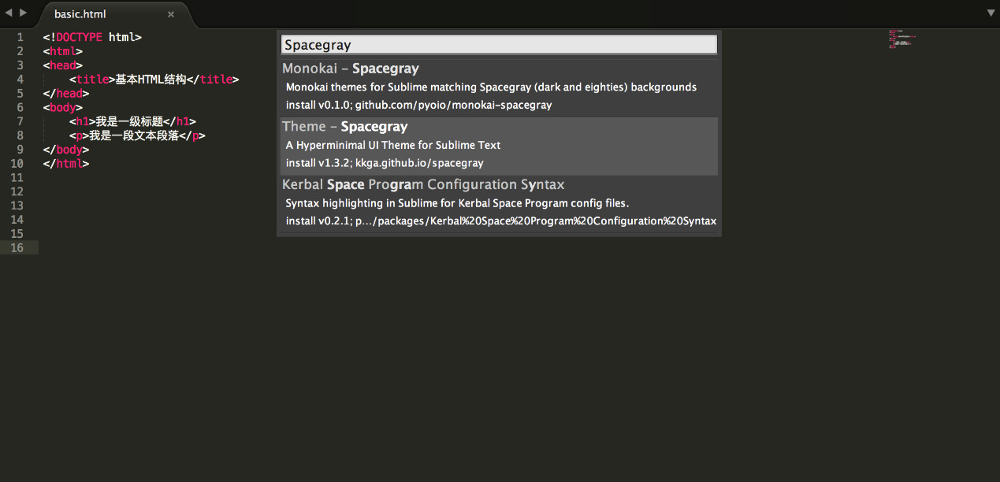 basic.html ×
1 <!DOCTYPE html>
2 <html>
3 <head>
4 <title>基本HTML结构</title>
5 </head>
6 <body>
7 <h1>我是一级标题</h1>
8 <p>我是一段文本段落</p>
9 </body>
10 </html>
11
12
13
14
15
16
Spacegray
Monokai – Spacegray
Monokai themes for Sublime matching Spacegray (dark and eighties) backgrounds
install v0.1.0; github.com/pyoio/monokai-spacegray
Theme – Spacegray
A Hyperminimal UI Theme for Sublime Text
install v1.3.2; kkga.github.io/spacegray
Kerbal Space Program Configuration Syntax
Syntax highlighting in Sublime for Kerbal Space Program config files.
install v0.2.1; p…/packages/Kerbal%20Space%20Program%20Configuration%20Syntax